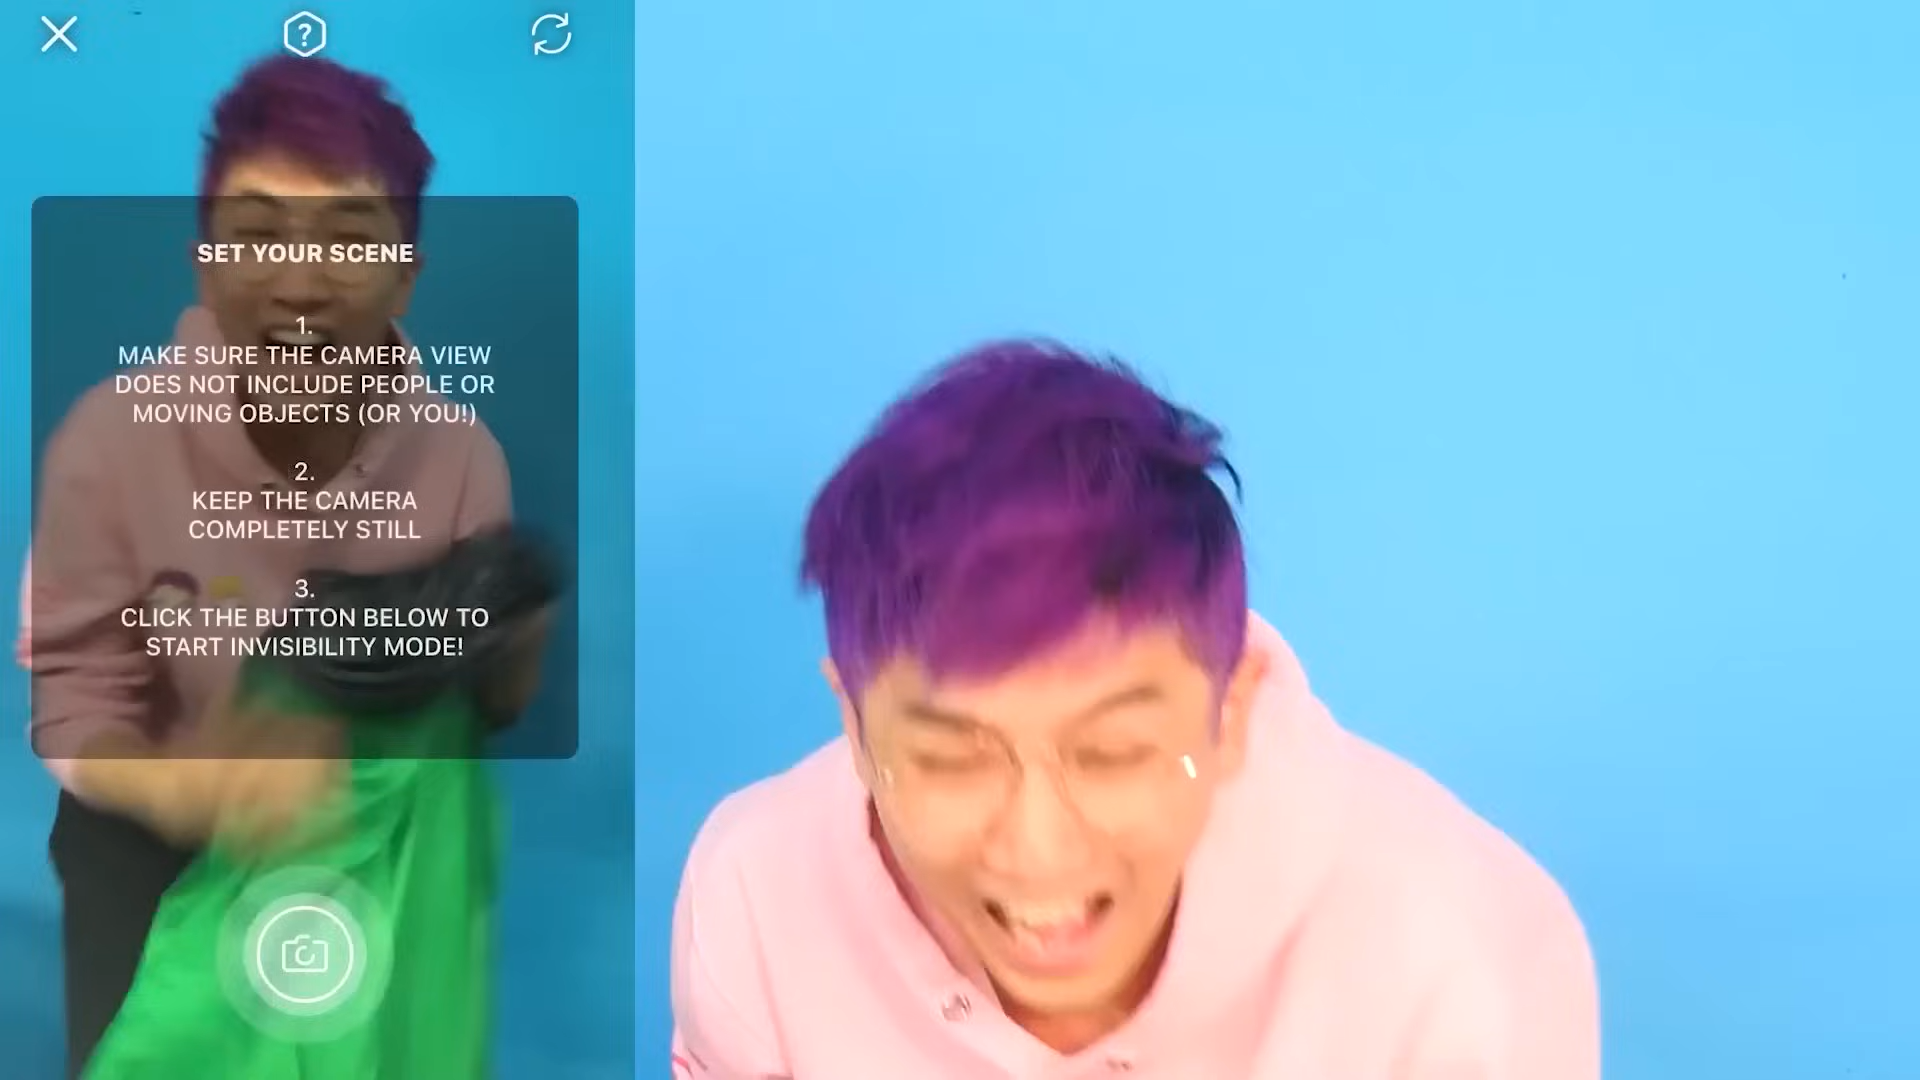 ?
SET YOUR SCENE
1.
MAKE SURE THE CAMERA VIEW
DOES NOT INCLUDE PEOPLE OR
MOVING OBJECTS (OR YOU!)
2.
KEEP THE CAMERA
COMPLETELY STILL
3.
CLICK THE BUTTON BELOW TO
START INVISIBILITY MODE!